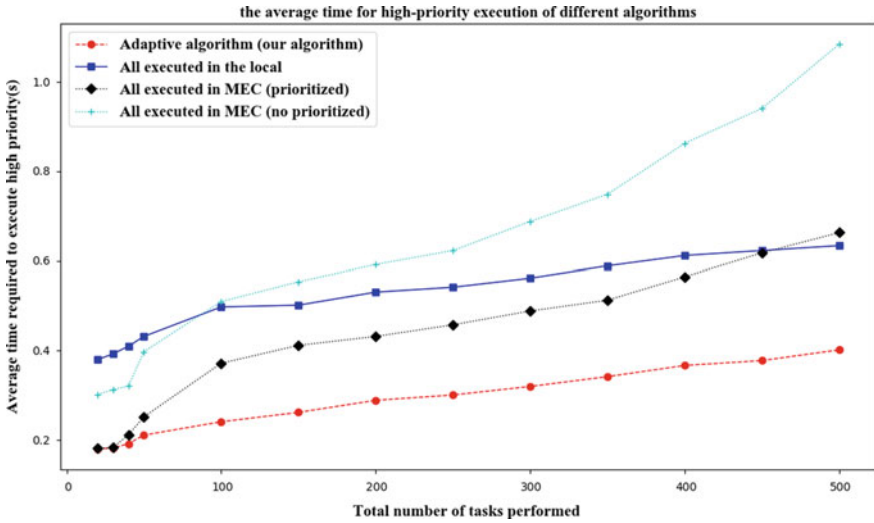 the average time for high-priority execution of different algorithms
Adaptive algorithm (our algorithm)
All executed in the local
All executed in MEC (prioritized)
All executed in MEC (no prioritized)
Average time required to execute high priority(s)
1.0
0.8
0.6
0.4
0.2
0
100
200
300
400
500
Total number of tasks performed